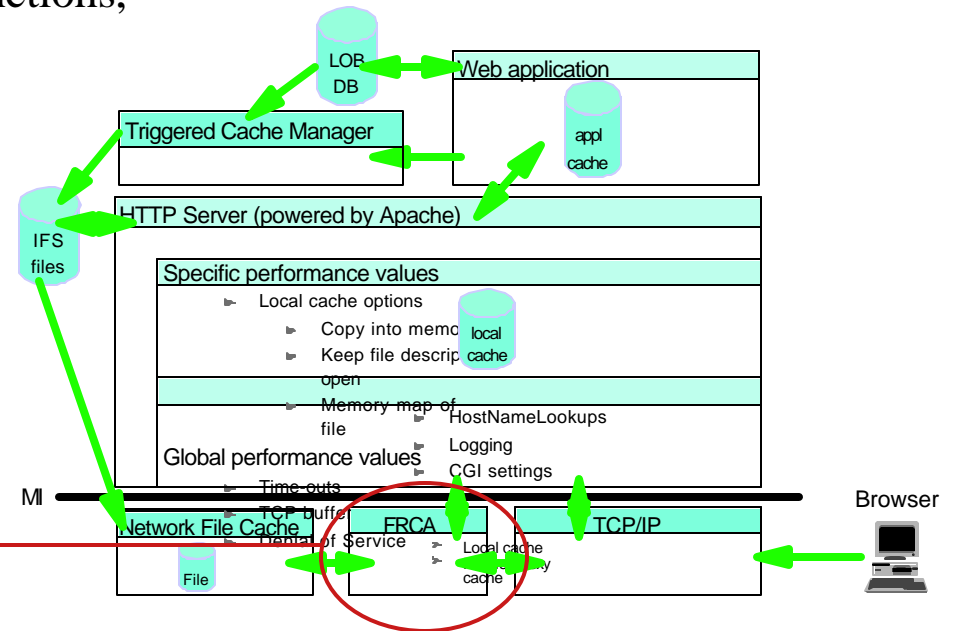 LOB
DB
Web application
appl
cache
Triggered Cache Manager
IFS
files
HTTP Server (powered by Apache)
Specific performance values
Local cache options
Copy into memo
Keep file descrip
open
Memory map of
file
local
cache
HostNameLookups
Logging
CGI settings
Global performance values
Time-outs
TCP buffer
Denial of Service
MI
Browser
Network File Cache
File
FRCA
Local cache
cache
TCP/IP